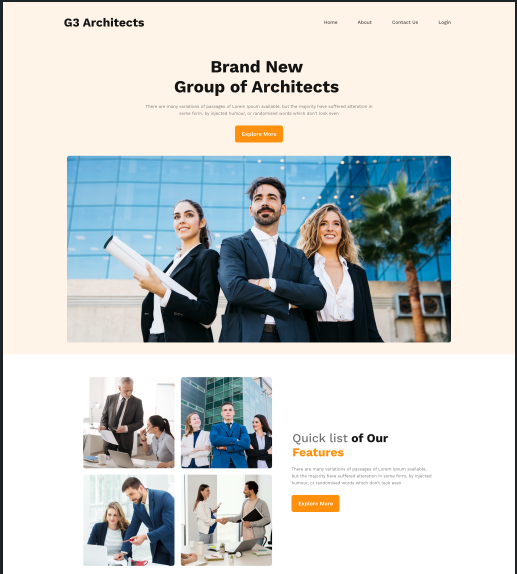 G3 Architects
Home About Contact Us Login
Brand New
Group of Architects
There are many variations of passages of Lorem Ipsum available, but the majority have suffered alteration in
some form, by injected humour, or randomised words which don't look even
Explore More
Quick list of Our
Features
There are many variations of passages of Lorem Ipsum available,
but the majority have suffered alteration in some form, by injected
humour, or randomised words which don't look even
Explore More